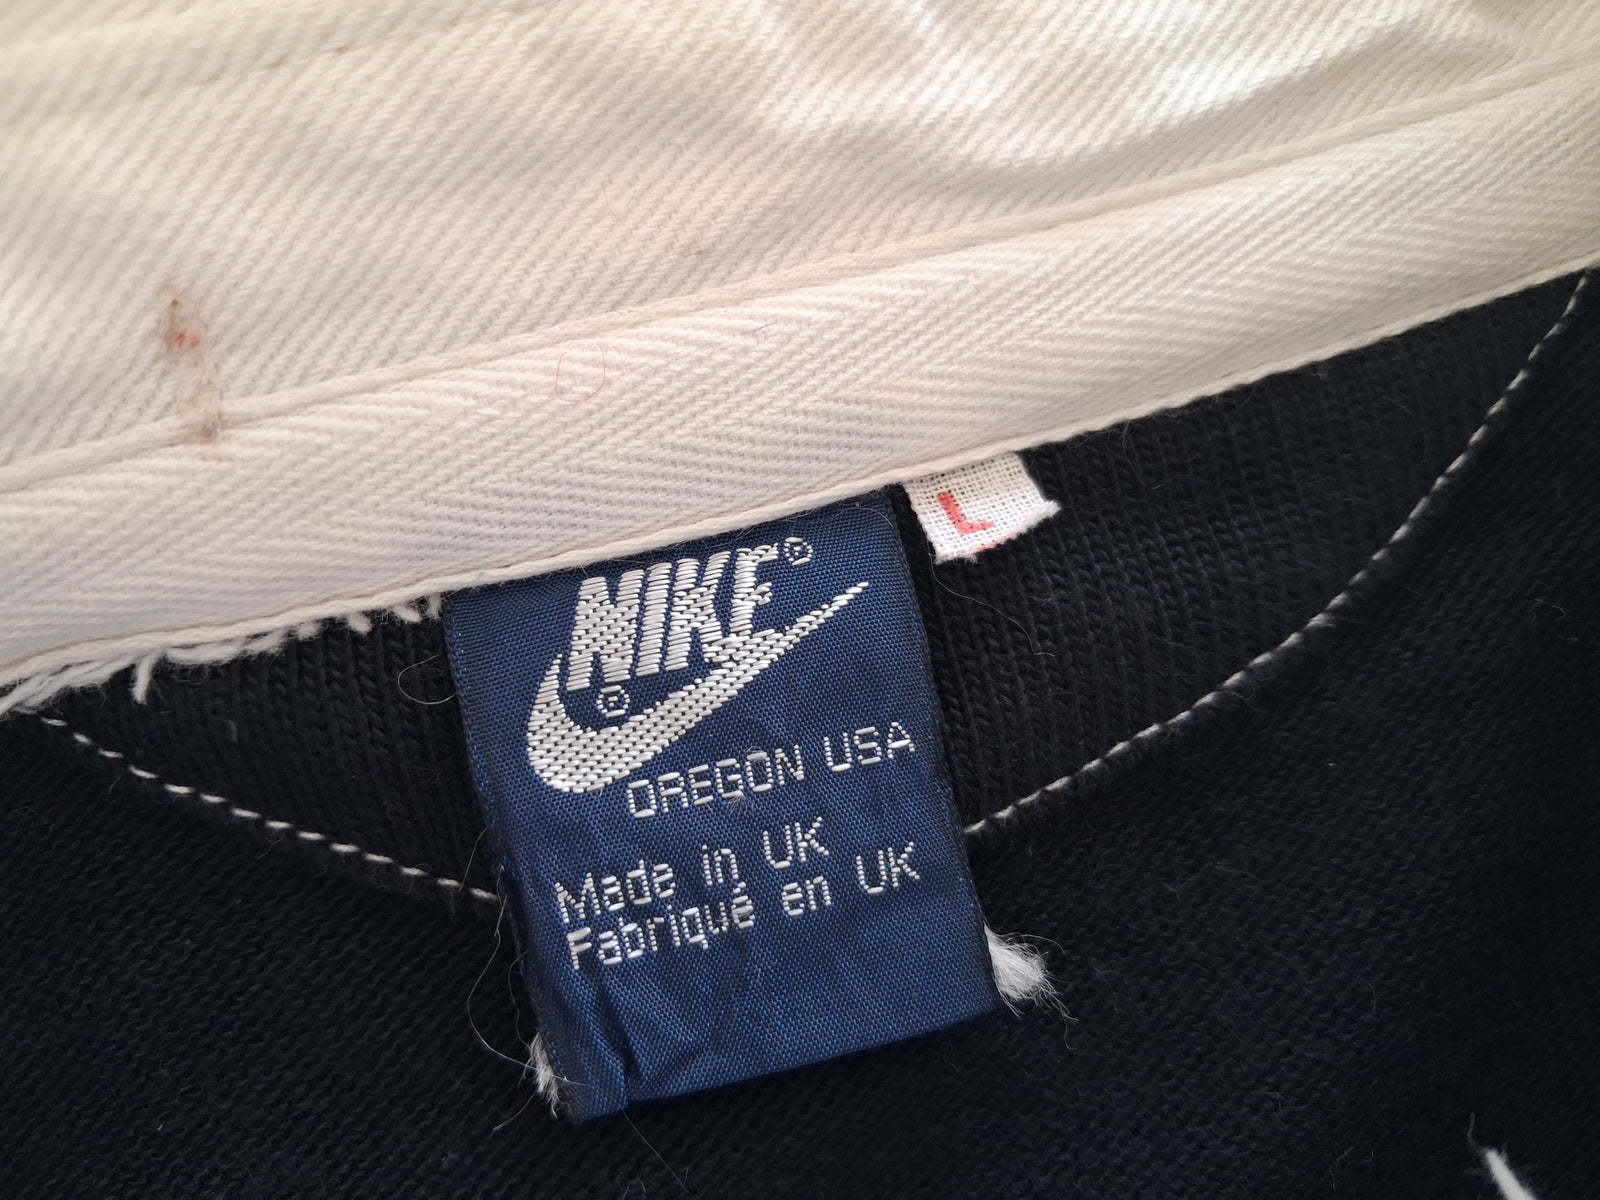 L
NIKE®
®
OREGON USA
Made in UK
Fabriqué en UK